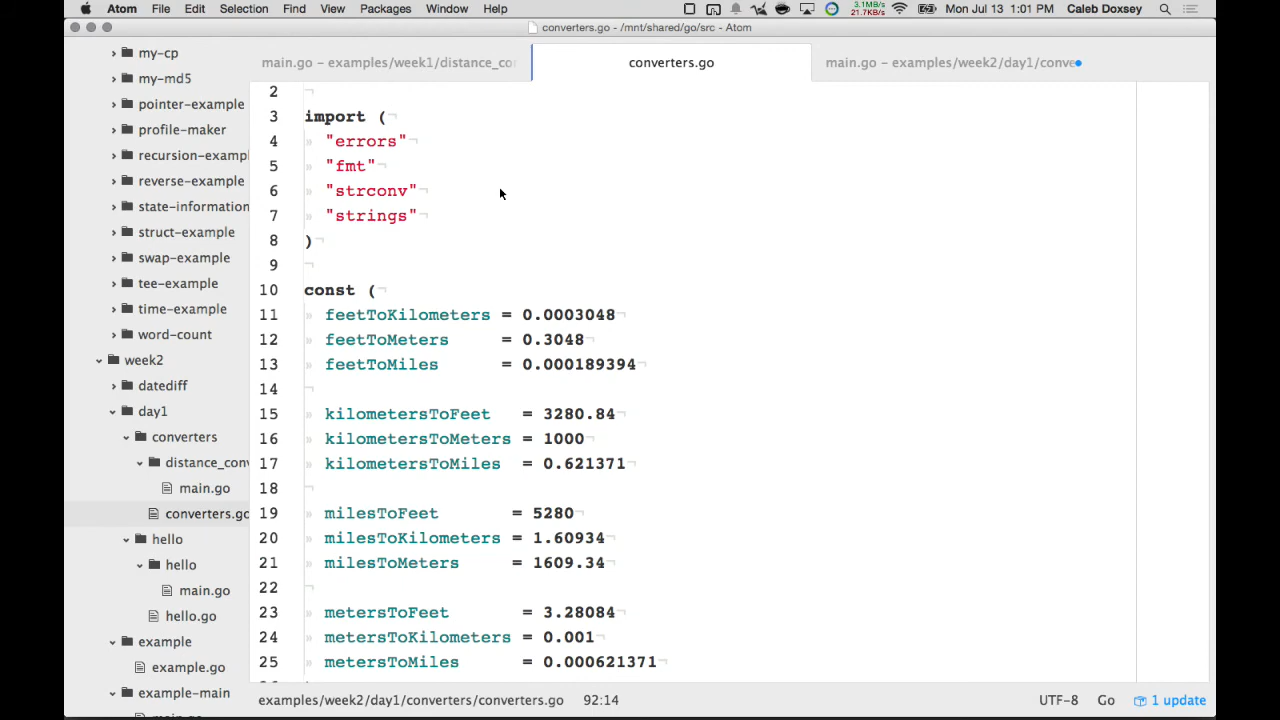 Atom File Edit Selection Find View Packages Window Help 3.1MB/s 21.7KB/s Mon Jul 13 1:01 PM Caleb Doxsey
converters.go - /mnt/shared/go/src - Atom
main.go – examples/week1/distance_co
converters.go
main.go – examples/week2/day1/conve
my-cp
my-md5
pointer-example
profile-maker
recursion-exampl
reverse-example
state-information
struct-example
swap-example
tee-example
time-example
word-count
week2
datediff
day1
converters
distance_conv
main.go
converters.go
hello
hello
main.go
hello.go
example
example.go
example-main
2
3 import (
4 "errors"
5 "fmt"
6 "strconv"
7 "strings"
8 )
9
10 const (
11 feetToKilometers = 0.0003048
12 feetToMeters = 0.3048
13 feetToMiles = 0.000189394
14
15 kilometersToFeet = 3280.84
16 kilometersToMeters = 1000
17 kilometersToMiles = 0.621371
18
19 milesToFeet = 5280
20 milesToKilometers = 1.60934
21 milesToMeters = 1609.34
22
23 metersToFeet = 3.28084
24 metersToKilometers = 0.001
25 metersToMiles = 0.000621371
examples/week2/day1/converters/converters.go 92:14 UTF-8 Go 1 update